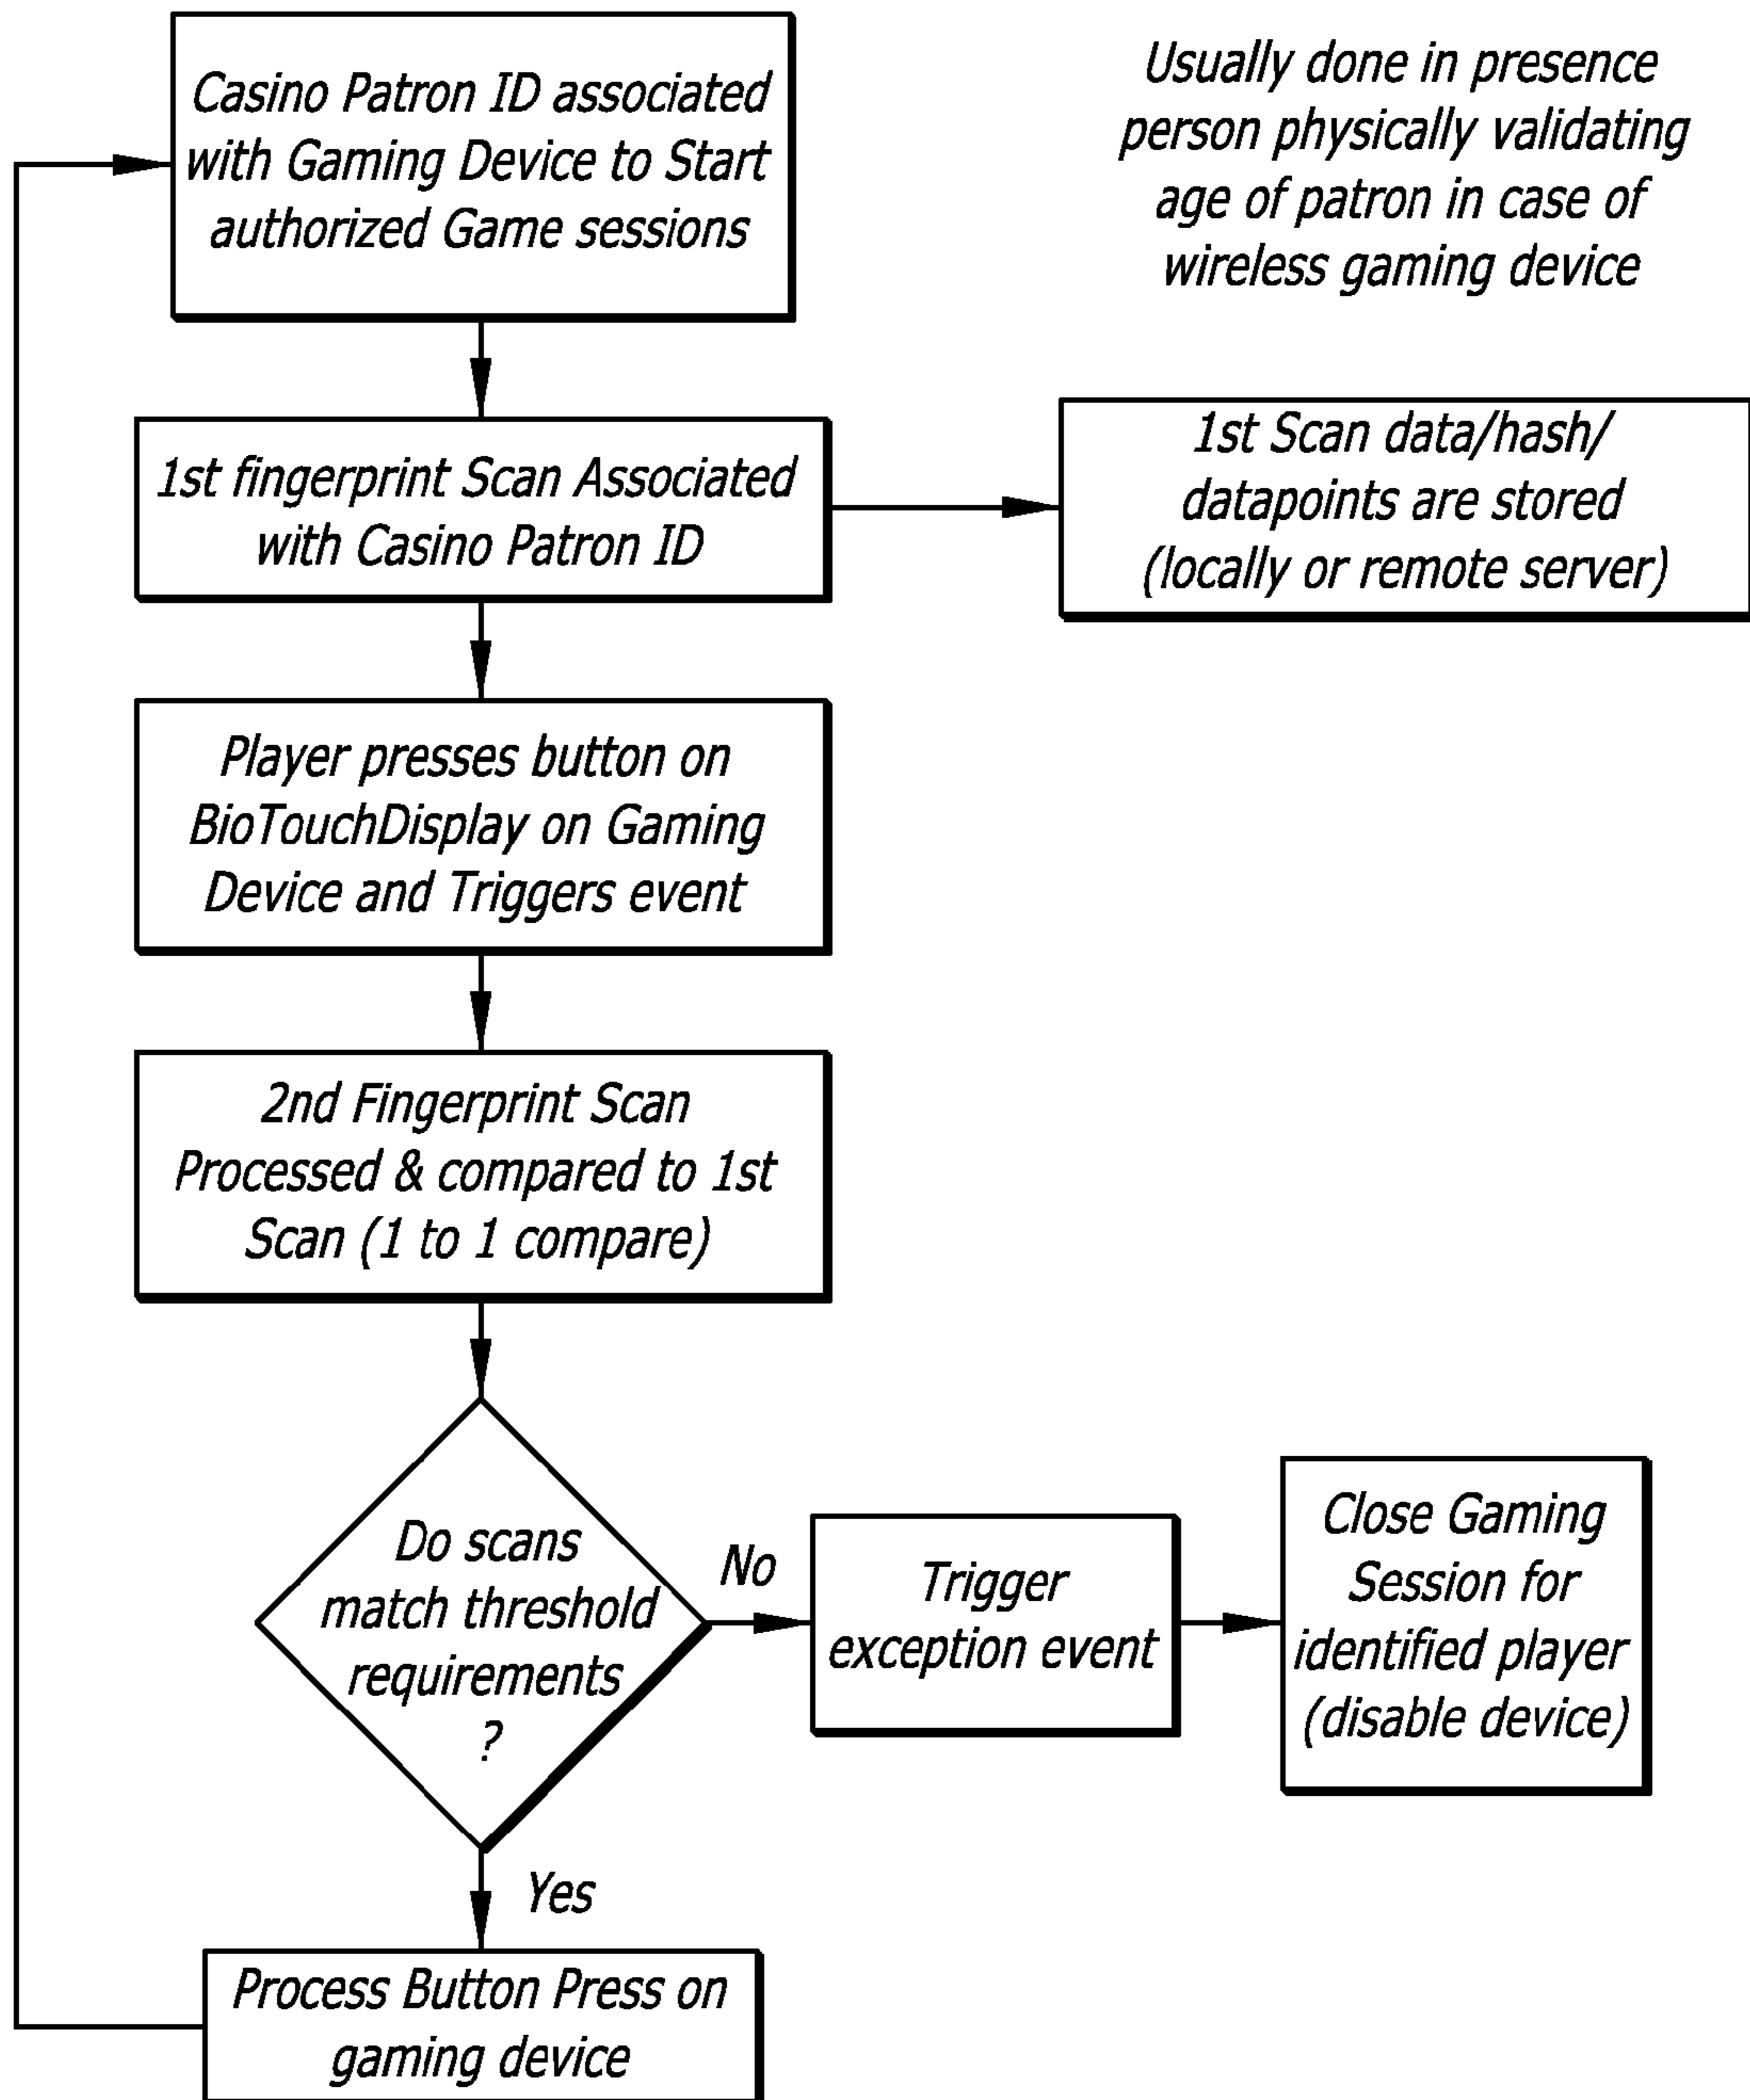 Casino Patron ID associated
with Gaming Device to Start
authorized Game sessions
Usually done in presence
person physically validating
age of patron in case of
wireless gaming device
1st fingerprint Scan Associated
with Casino Patron ID
1st Scan data/hash/
datapoints are stored
(locally or remote server)
Player presses button on
BioTouchDisplay on Gaming
Device and Triggers event
2nd Fingerprint Scan
Processed & compared to 1st
Scan (1 to 1 compare)
Do scans
match threshold
requirements
?
No
Trigger
exception event
Close Gaming
Session for
identified player
(disable device)
Yes
Process Button Press on
gaming device